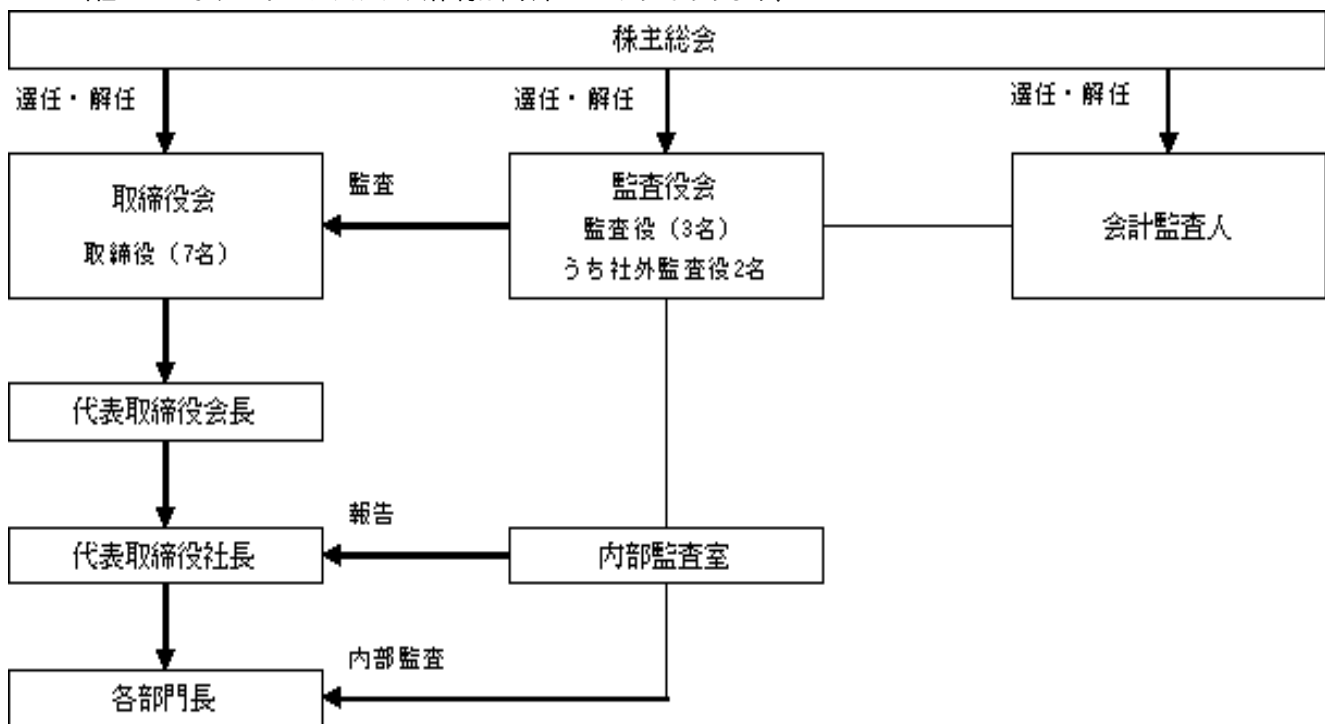 株主総会
選任・解任
選任・解任
選任・解任
取締役会
取締役（7名）
監査
監査役会
監査役（3名）
うち社外監査役2名
会計監査人
代表取締役会長
報告
代表取締役社長
内部監査室
内部監査
各部門長